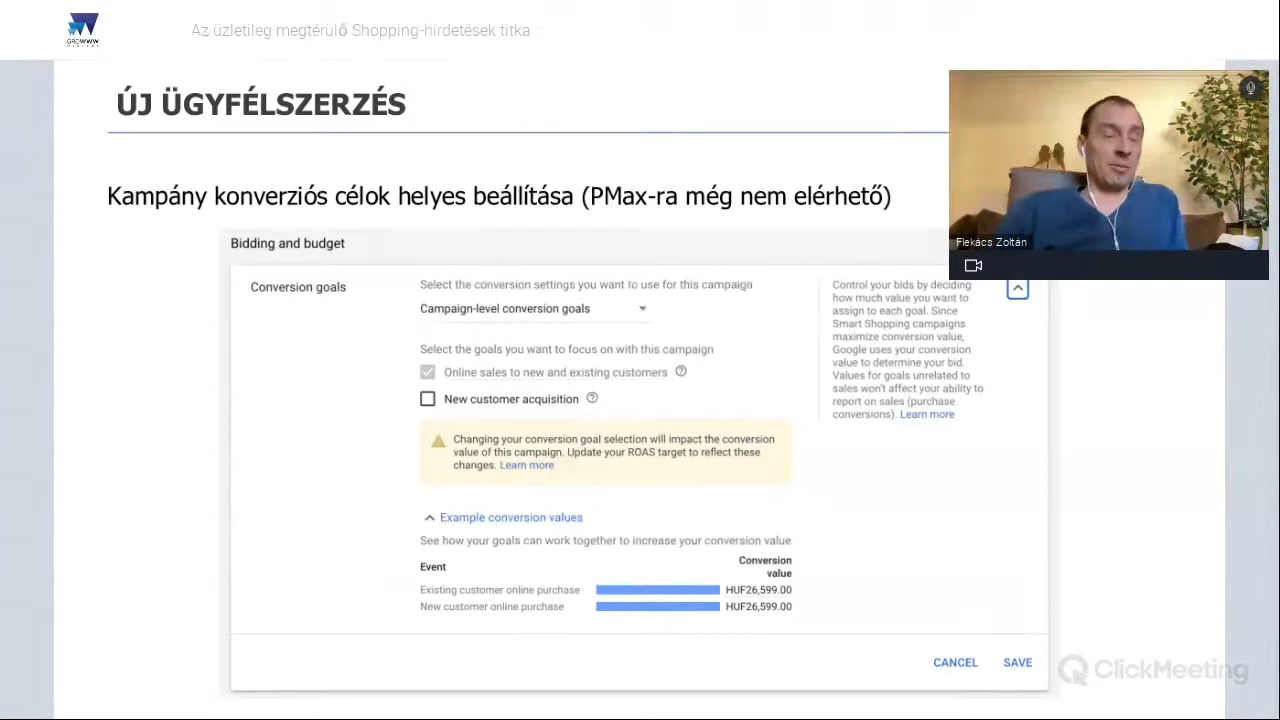 GROWWW
DIGITAL
Az üzletileg megtérülő Shopping-hirdetések titka
ÚJ ÜGYFÉLSZERZÉS
Flekács Zoltán
Kampány konverziós célok helyes beállítása (PMax-ra még nem elérhető)
Bidding and budget
Conversion goals
Select the conversion settings you want to use for this campaign
Campaign-level conversion goals
Select the goals you want to focus on with this campaign
Online sales to new and existing customers
New customer acquisition
Changing your conversion goal selection will impact the conversion
value of this campaign. Update your ROAS target to reflect these
changes. Learn more
Example conversion values
See how your goals can work together to increase your conversion value
Event
Conversion
value
Existing customer online purchase HUF26,599.00
New customer online purchase HUF26,599.00
Control your bids by deciding
how much value you want to
assign to each goal. Since
Smart Shopping campaigns
maximize conversion value,
Google uses your conversion
value to determine your bid.
Values for goals unrelated to
sales won't affect your ability to
report on sales (purchase
conversions). Learn more
CANCEL SAVE
ClickMeeting